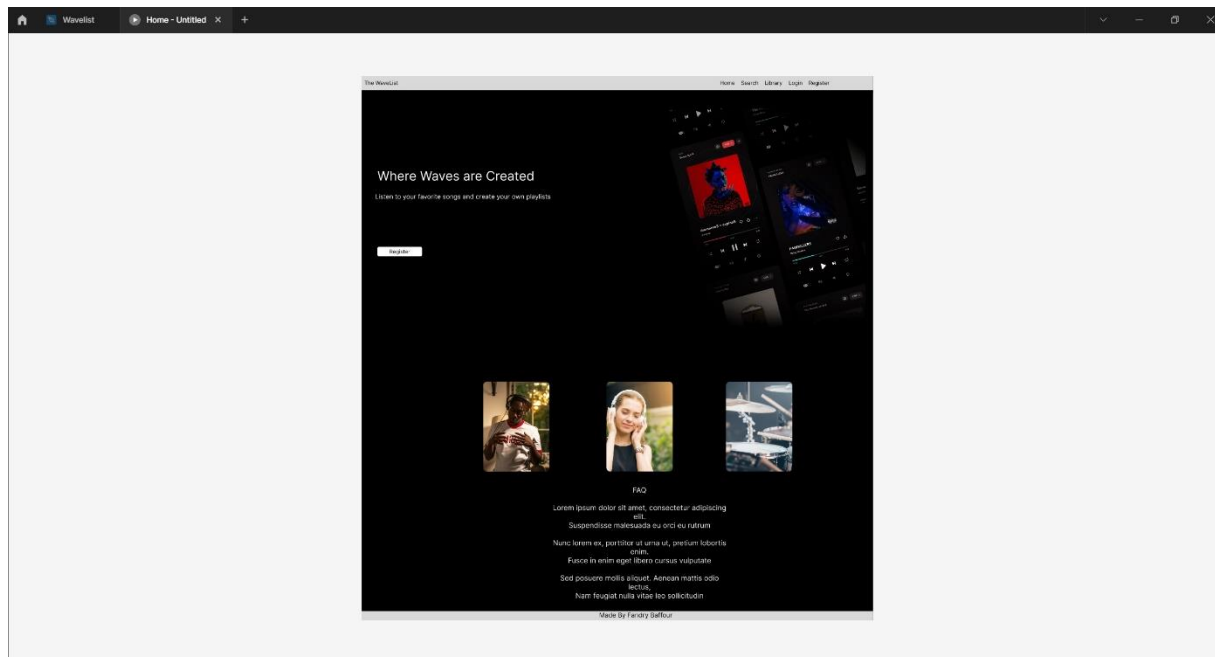 Wavelist
Home - Untitled
The WaveList
Home Search Library Login Register
Where Waves are Created
Listen to your favorite songs and create your own playlists
Register
FAQ
Lorem ipsum dolor sit amet, consectetur adipiscing
elit.
Suspendisse malesuada eu orci eu rutrum
Nunc lorem ex, porttitor ut urna ut, pretium lobortis
enim.
Fusce in enim eget libero cursus vulputate
Sed posuere mollis aliquet. Aenean mattis odio
lectus,
Nam feugiat nulla vitae leo sollicitudin
Made By Fandry Baffour